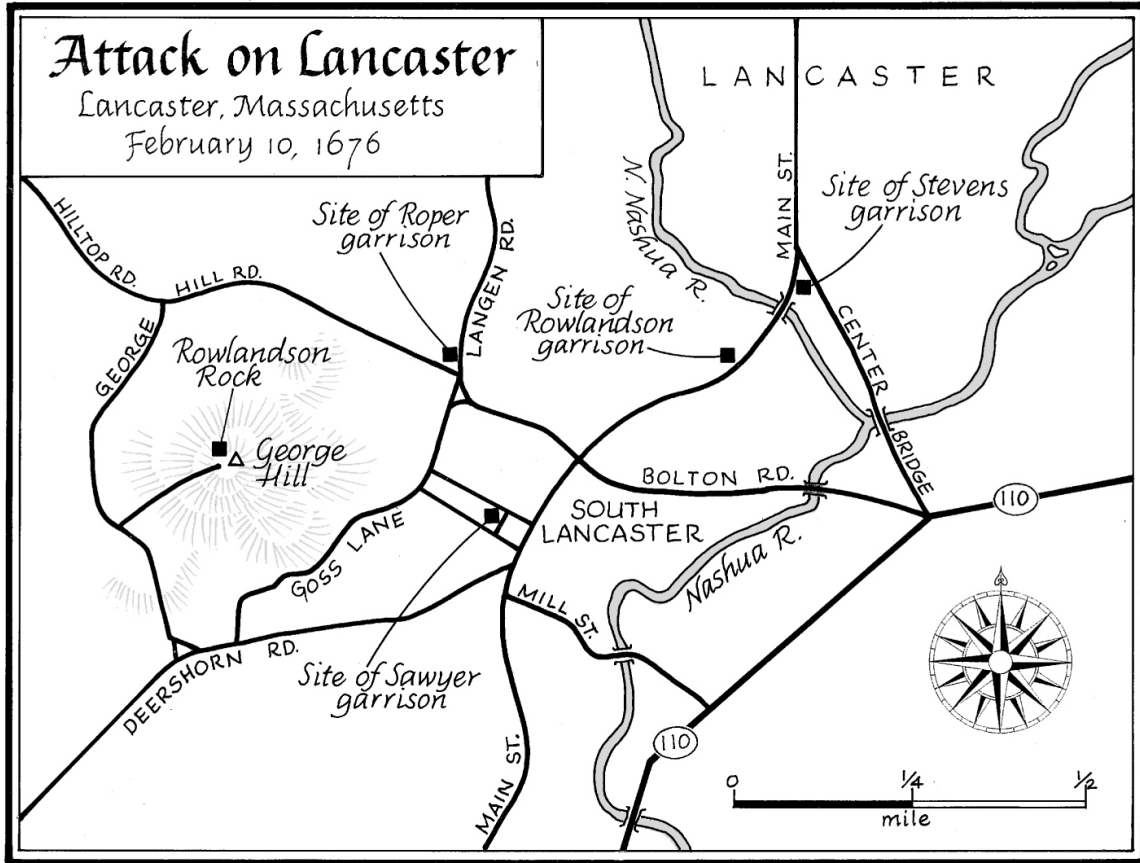 Attack on Lancaster
Lancaster, Massachusetts
February 10, 1676
LANCASTER
N. Nashua R.
MAIN ST.
Site of Stevens
garrison
Site of Roper
garrison
LANGEN RD.
HILLTOP RD.
HILL RD.
GEORGE
Site of
Rowlandson
garrison
CENTER
BRIDGE
Rowlandson
Rock
George
Hill
BOLTON RD.
110
SOUTH
LANCASTER
GOSS LANE
Nashua R.
MILL ST.
DEERSHORN RD.
Site of Sawyer
garrison
MAIN ST.
110
0 1/4 1/2
mile